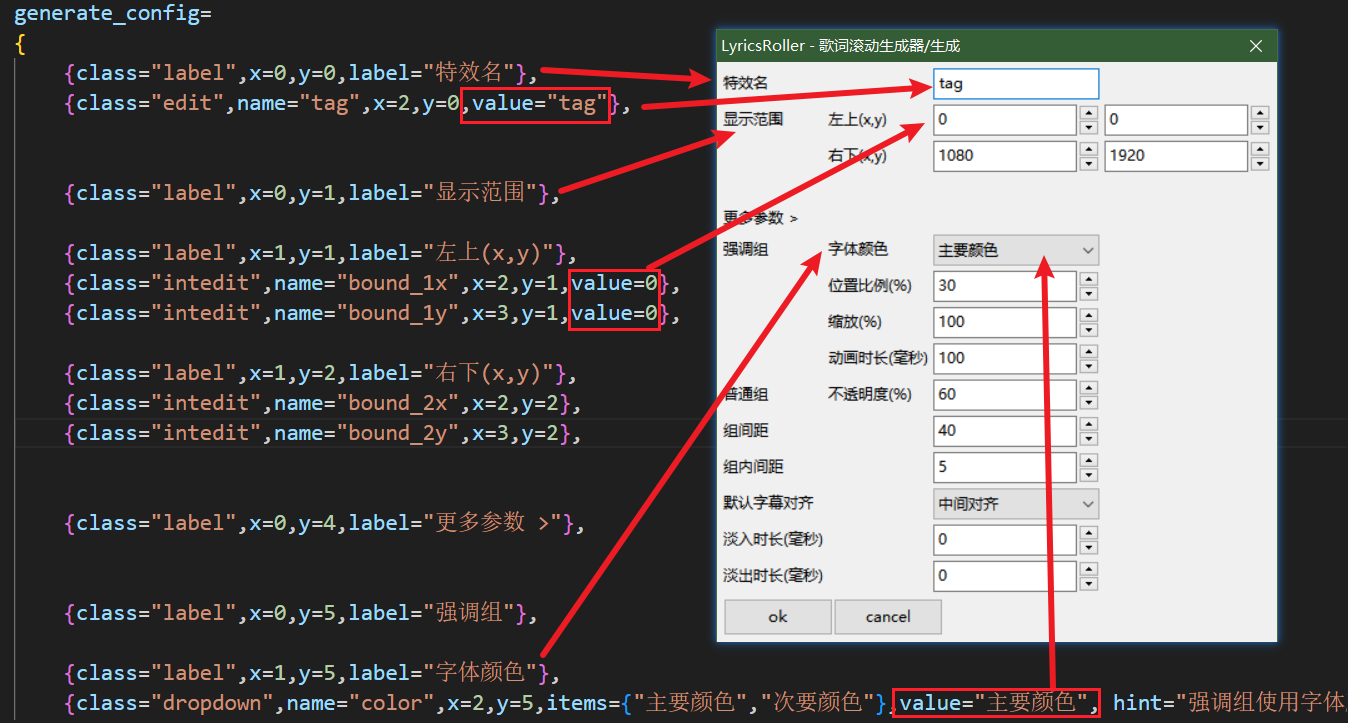 generate_config=
{
{class="label",x=0,y=0,label="特效名"},
{class="edit",name="tag",x=2,y=0,value="tag"},
{class="label",x=0,y=1,label="显示范围"},
{class="label",x=1,y=1,label="左上(x,y)"},
{class="intedit",name="bound_1x",x=2,y=1,value=0},
{class="intedit",name="bound_1y",x=3,y=1,value=0},
{class="label",x=1,y=2,label="右下(x,y)"},
{class="intedit",name="bound_2x",x=2,y=2},
{class="intedit",name="bound_2y",x=3,y=2},
{class="label",x=0,y=4,label="更多参数 >"},
{class="label",x=0,y=5,label="强调组"},
{class="label",x=1,y=5,label="字体颜色"},
{class="dropdown",name="color",x=2,y=5,items={"主要颜色","次要颜色"},value="主要颜色", hint="强调组使用字体
LyricsRoller - 歌词滚动生成器/生成
特效名 tag
显示范围 左上(x,y) 0 0
右下(x,y) 1080 1920
更多参数 >
强调组 字体颜色 主要颜色
位置比例(%) 30
缩放(%) 100
动画时长(毫秒) 100
普通组 不透明度(%) 60
组间距 40
组内间距 5
默认字幕对齐 中间对齐
淡入时长(毫秒) 0
淡出时长(毫秒) 0
ok cancel